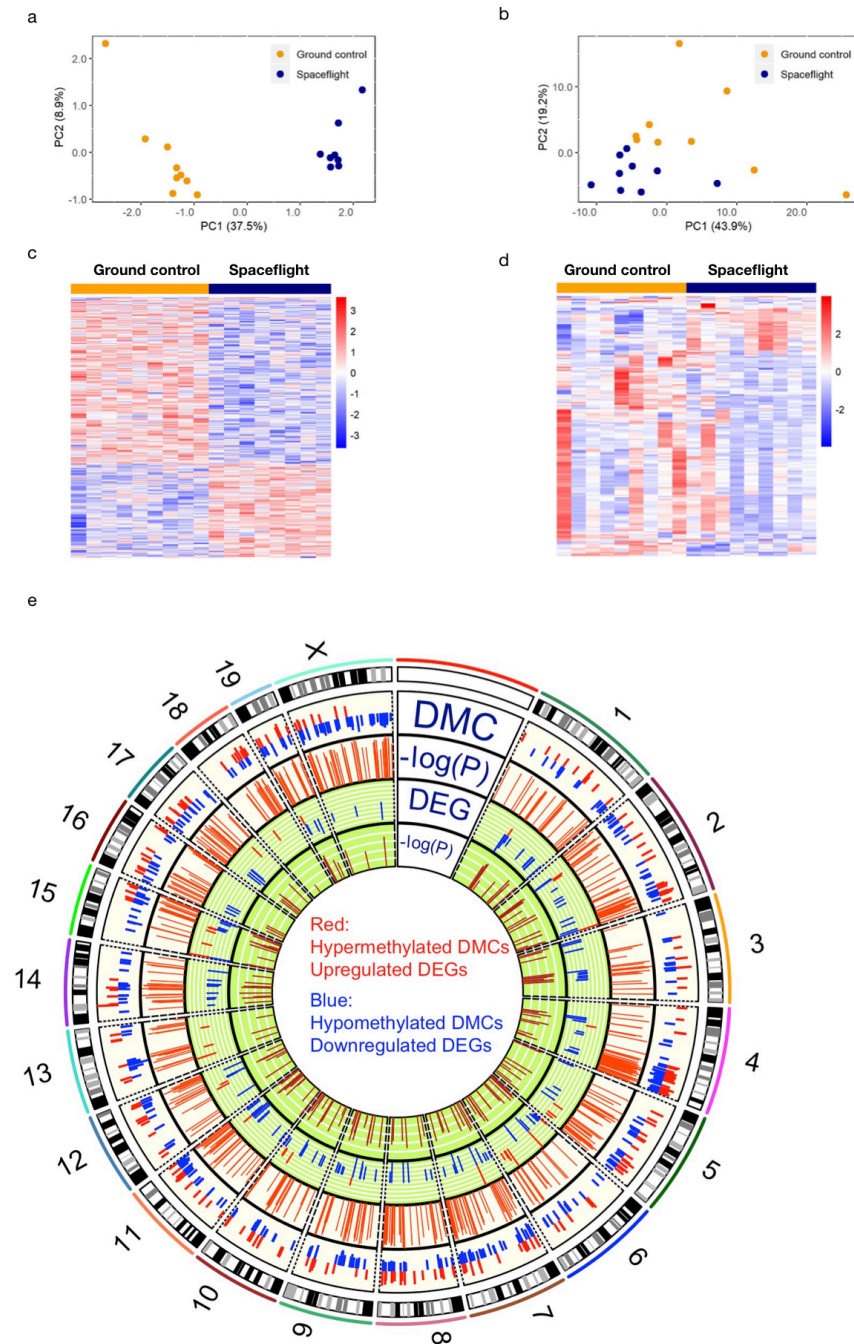 a
Ground control
Spaceflight
2.0
1.0
0.0
-1.0
PC2 (8.9%)
-2.0
-1.0
0.0
1.0
2.0
PC1 (37.5%)
b
Ground control
Spaceflight
10.0
0.0
PC2 (19.2%)
-10.0
0.0
10.0
20.0
PC1 (43.9%)
c
Ground control
Spaceflight
3
2
1
0
-1
-2
-3
d
Ground control
Spaceflight
2
0
-2
e
DMC
-log(P)
DEG
-log(P)
1
2
3
4
5
6
7
8
9
10
11
12
13
14
15
16
17
18
19
X
Red:
Hypermethylated DMCs
Upregulated DEGs
Blue:
Hypomethylated DMCs
Downregulated DEGs